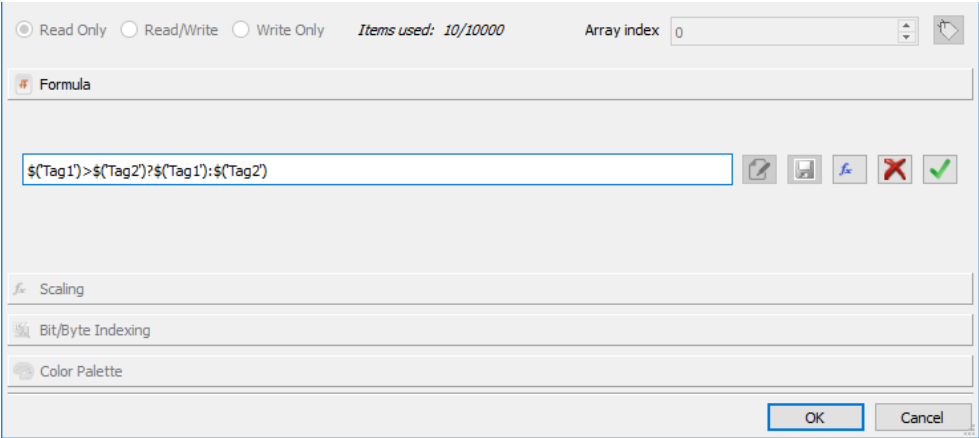 Read Only Read/Write Write Only Items used: 10/10000 Array index 0
Formula
$('Tag1')>$('Tag2')?$('Tag1'):$('Tag2')
Scaling
Bit/Byte Indexing
Color Palette
OK Cancel